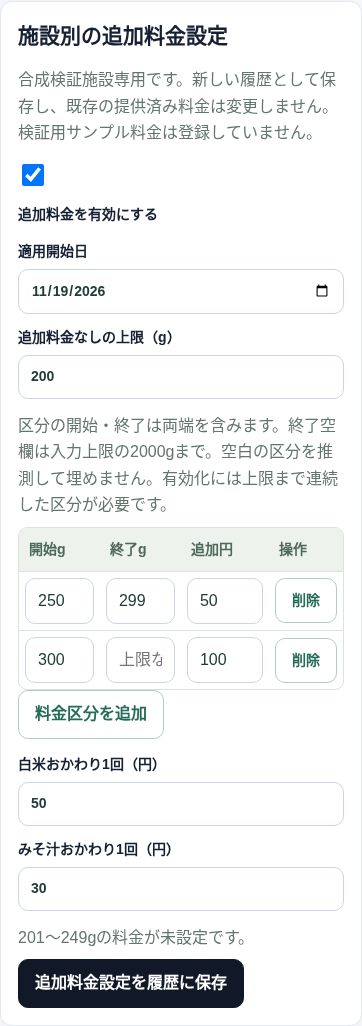 施設別の追加料金設定
合成検証施設専用です。新しい履歴として保
存し、既存の提供済み料金は変更しません。
検証用サンプル料金は登録していません。
追加料金を有効にする
適用開始日
11/19/2026
追加料金なしの上限（g）
200
区分の開始・終了は両端を含みます。終了空
欄は入力上限の2000gまで。空白の区分を推
測して埋めません。有効化には上限まで連続
した区分が必要です。
開始g 終了g 追加円 操作
250 299 50 削除
300 上限な 100 削除
料金区分を追加
白米おかわり1回（円）
50
みそ汁おかわり1回（円）
30
201〜249gの料金が未設定です。
追加料金設定を履歴に保存